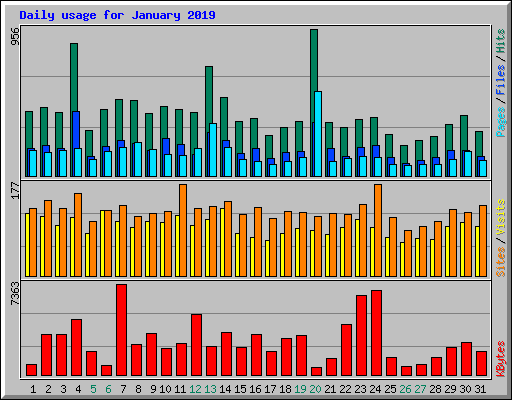 Daily usage for January 2019
956
Pages / Files / Hits
177
Sites / Visits
7363
KBytes
1 2 3 4 5 6 7 8 9 10 11 12 13 14 15 16 17 18 19 20 21 22 23 24 25 26 27 28 29 30 31